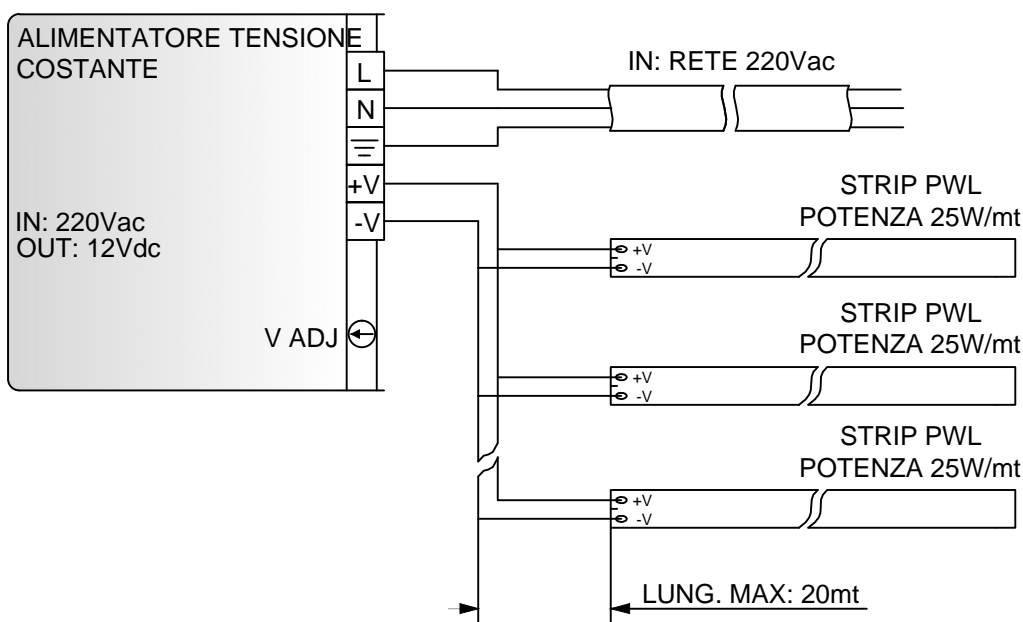 ALIMENTATORE TENSIONE
COSTANTE
L
N
+V
-V
IN: 220Vac
OUT: 12Vdc
V ADJ
IN: RETE 220Vac
STRIP PWL
POTENZA 25W/mt
+V
-V
STRIP PWL
POTENZA 25W/mt
+V
-V
STRIP PWL
POTENZA 25W/mt
+V
-V
LUNG. MAX: 20mt